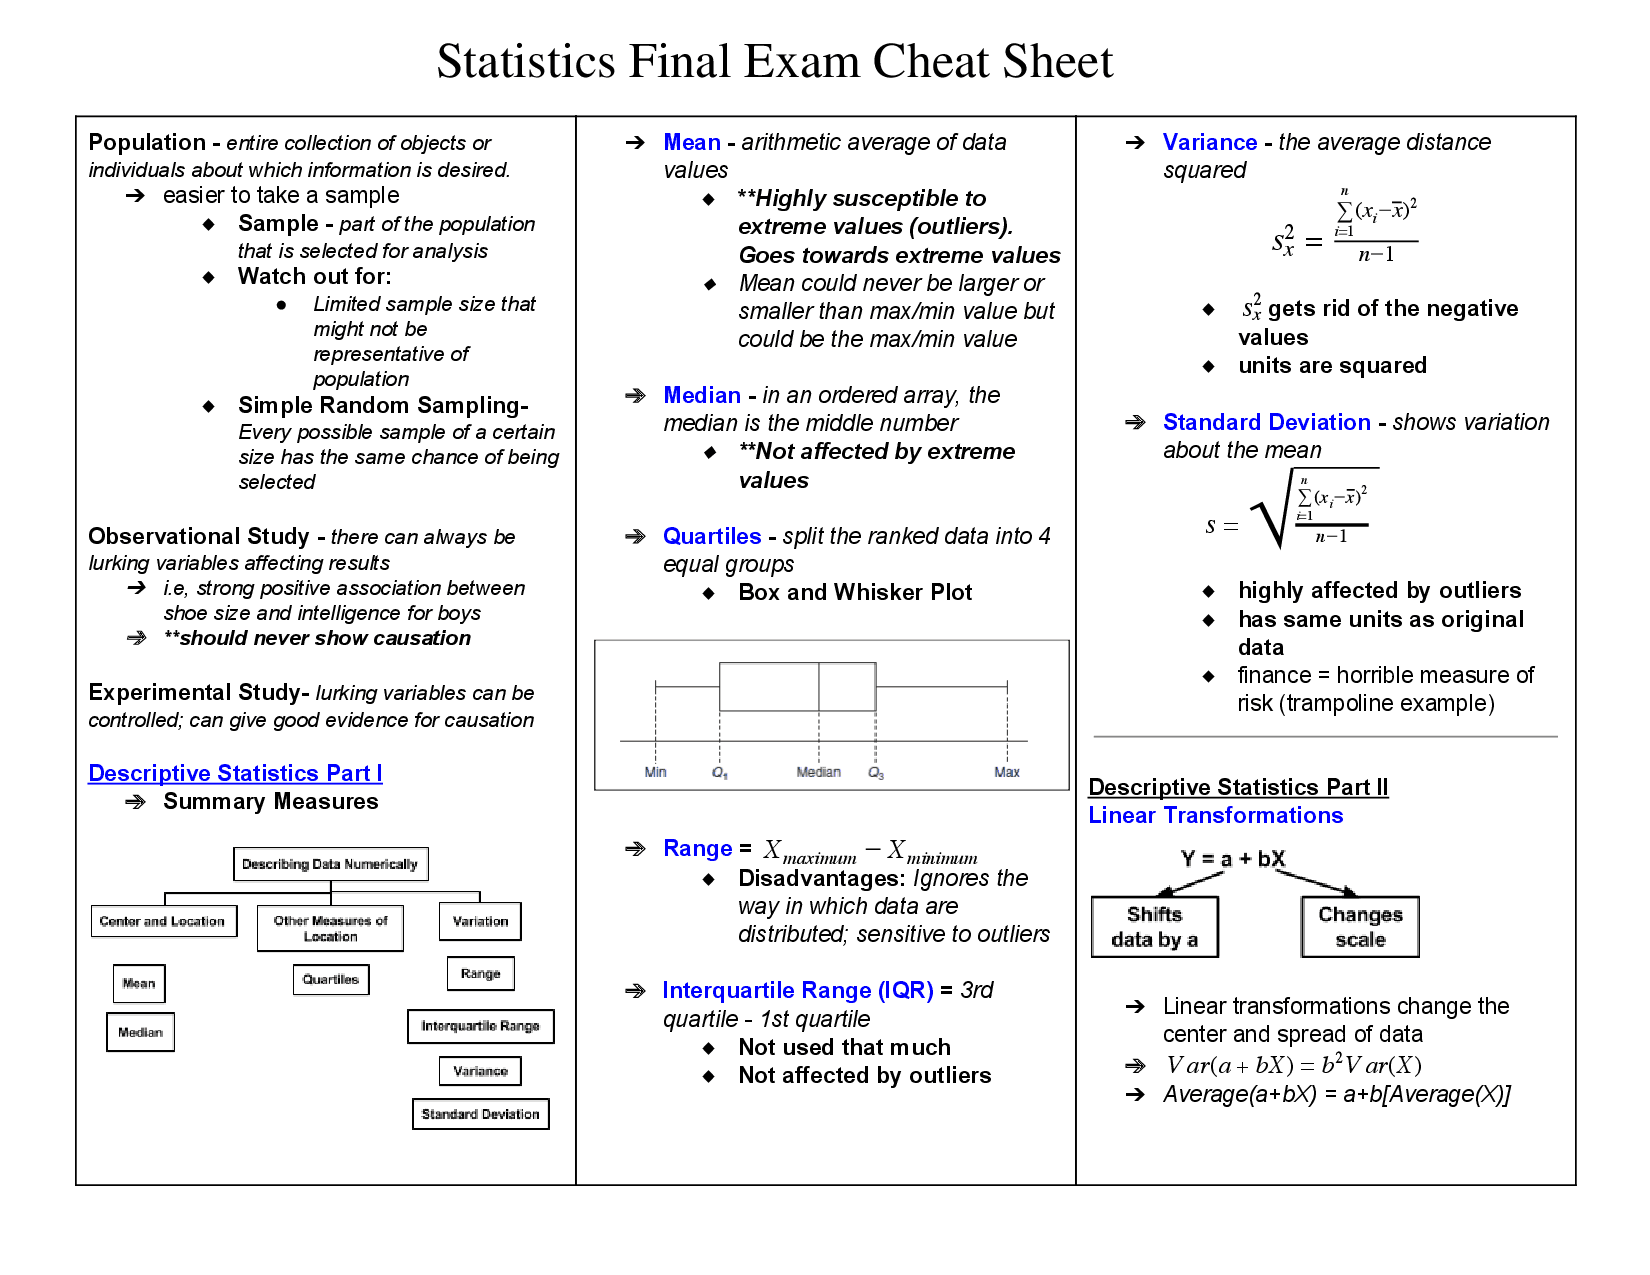 Statistics Final Exam Cheat Sheet
Population - entire collection of objects or
individuals about which information is desired.
➔ easier to take a sample
◆ Sample - part of the population
that is selected for analysis
◆ Watch out for:
● Limited sample size that
might not be
representative of
population
◆ Simple Random Sampling-
Every possible sample of a certain
size has the same chance of being
selected
Observational Study - there can always be
lurking variables affecting results
➔ i.e, strong positive association between
shoe size and intelligence for boys
➔ **should never show causation
Experimental Study- lurking variables can be
controlled; can give good evidence for causation
Descriptive Statistics Part I
➔ Summary Measures
Describing Data Numerically
Center and Location
Other Measures of
Location
Variation
Mean
Quartiles
Range
Median
Interquartile Range
Variance
Standard Deviation
➔ Mean - arithmetic average of data
values
◆ **Highly susceptible to
extreme values (outliers).
Goes towards extreme values
◆ Mean could never be larger or
smaller than max/min value but
could be the max/min value
➔ Median - in an ordered array, the
median is the middle number
◆ **Not affected by extreme
values
➔ Quartiles - split the ranked data into 4
equal groups
◆ Box and Whisker Plot
Min Q₁ Median Q₃ Max
➔ Range = X_maximum − X_minimum
◆ Disadvantages: Ignores the
way in which data are
distributed; sensitive to outliers
➔ Interquartile Range (IQR) = 3rd
quartile - 1st quartile
◆ Not used that much
◆ Not affected by outliers
➔ Variance - the average distance
squared
s_x^2 = \frac{\sum_{i=1}^{n}(x_i − \overline{x})^2}{n−1}
◆ s_x^2 gets rid of the negative
values
◆ units are squared
➔ Standard Deviation - shows variation
about the mean
s = \sqrt{\frac{\sum_{i=1}^{n}(x_i − \overline{x})^2}{n−1}}
◆ highly affected by outliers
◆ has same units as original
data
◆ finance = horrible measure of
risk (trampoline example)
Descriptive Statistics Part II
Linear Transformations
Y = a + bX
Shifts
data by a
Changes
scale
➔ Linear transformations change the
center and spread of data
➔ Var(a + bX) = b²Var(X)
➔ Average(a+bX) = a+b[Average(X)]